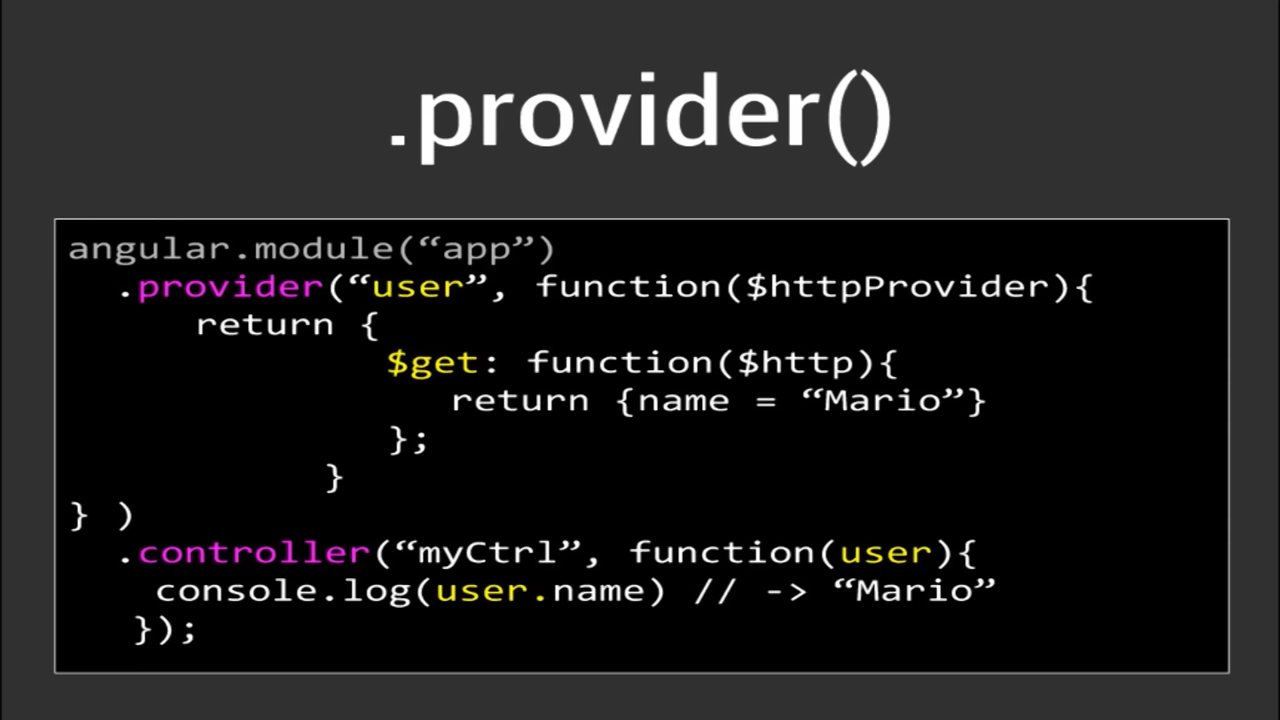 .provider()
angular.module(“app”)
.provider(“user”, function($httpProvider){
return {
$get: function($http){
return {name = “Mario”}
};
}
} )
.controller(“myCtrl”, function(user){
console.log(user.name) // -> “Mario”
});